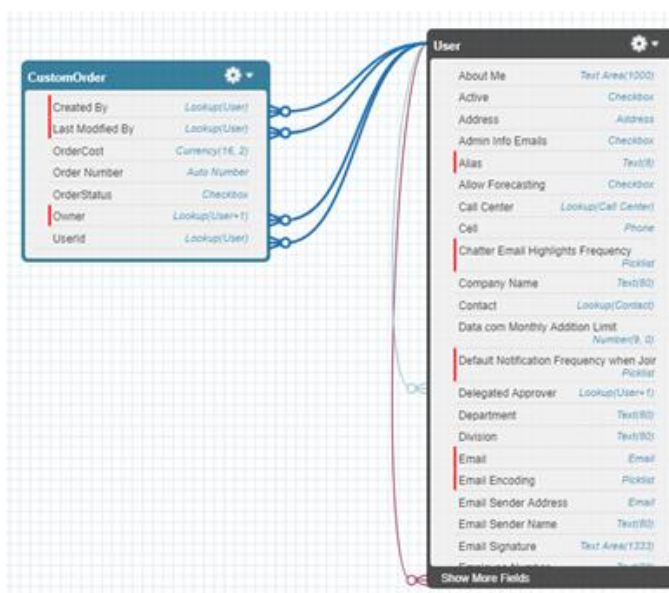 CustomOrder
Created By Lookup(User)
Last Modified By Lookup(User)
OrderCost Currency(16, 2)
Order Number Auto Number
OrderStatus Checkbox
Owner Lookup(User+1)
UserId Lookup(User)
User
About Me Text Area(1000)
Active Checkbox
Address Address
Admin Info Emails Checkbox
Alias Text(8)
Allow Forecasting Checkbox
Call Center Lookup(Call Center)
Cell Phone
Chatter Email Highlights Frequency
Picklist
Company Name Text(80)
Contact Lookup(Contact)
Data com Monthly Addition Limit
Number(9, 0)
Default Notification Frequency when Join
Picklist
Delegated Approver Lookup(User+1)
Department Text(80)
Division Text(80)
Email Email
Email Encoding Picklist
Email Sender Address Email
Email Sender Name Text(80)
Email Signature Text Area(1333)
Show More Fields